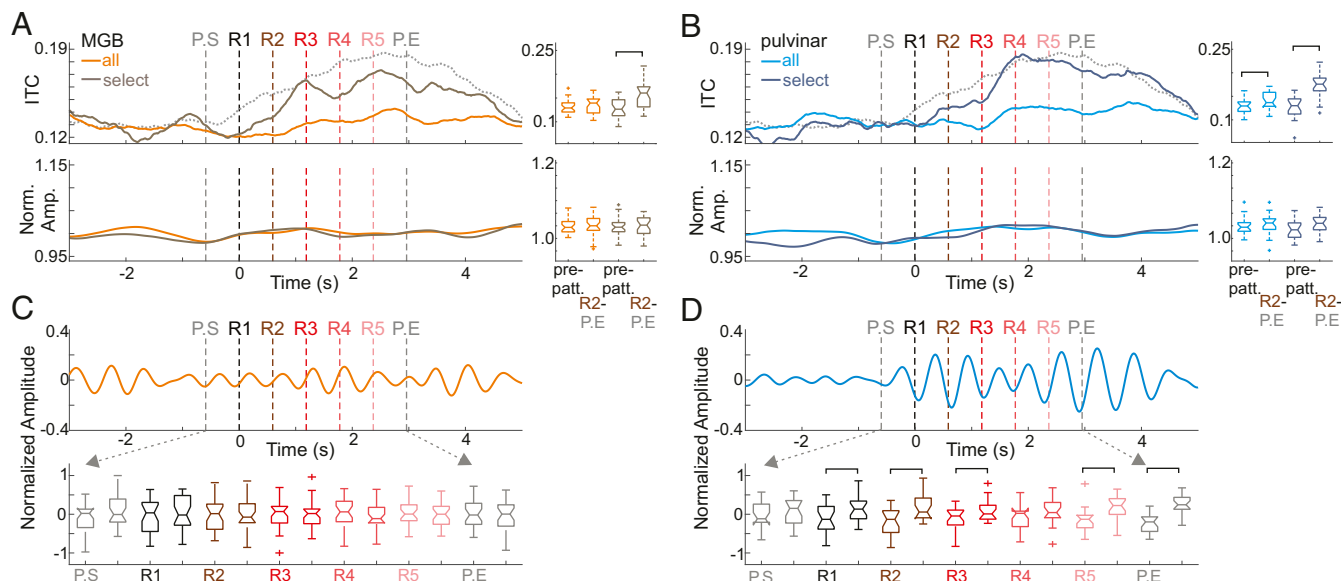 A
MGB
all
select
P.S R1 R2 R3 R4 R5 P.E
0.19
ITC
0.12
0.25
0.1
1.15
Norm.
Amp.
0.95
1.2
1.0
-2 0 2 4
Time (s)
pre-
patt.
R2-
P.E
pre-
patt.
R2-
P.E
B
pulvinar
all
select
P.S R1 R2 R3 R4 R5 P.E
0.19
ITC
0.12
0.25
0.1
1.15
Norm.
Amp.
0.95
1.2
1.0
-2 0 2 4
Time (s)
pre-
patt.
R2-
P.E
pre-
patt.
R2-
P.E
C
P.S R1 R2 R3 R4 R5 P.E
0.4
0
-0.4
Normalized Amplitude
-2 0 2 4
Time (s)
Normalized Amplitude
1
0
-1
P.S R1 R2 R3 R4 R5 P.E
D
P.S R1 R2 R3 R4 R5 P.E
0.4
0
-0.4
Normalized Amplitude
-2 0 2 4
Time (s)
Normalized Amplitude
1
0
-1
P.S R1 R2 R3 R4 R5 P.E